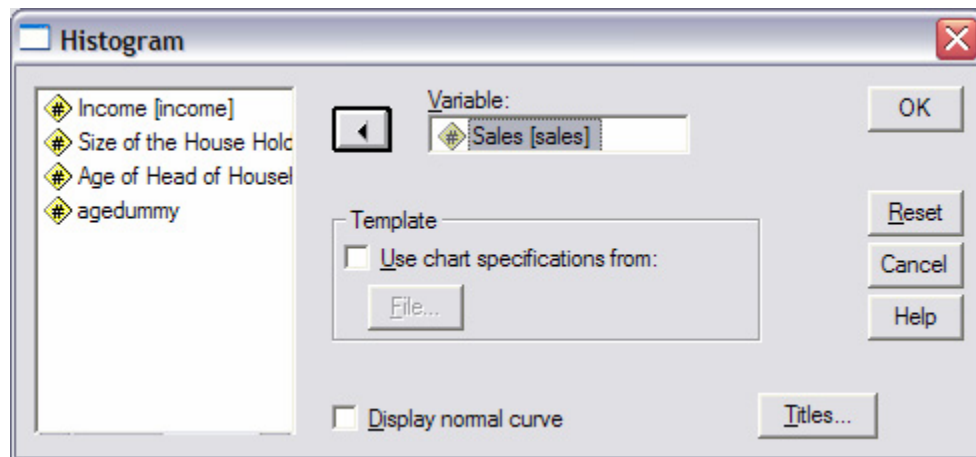 Histogram
Income [income]
Size of the House Hold
Age of Head of Househ
agedummy
Variable:
Sales [sales]
OK
Template
Use chart specifications from:
File...
Reset
Cancel
Help
Display normal curve
Titles...